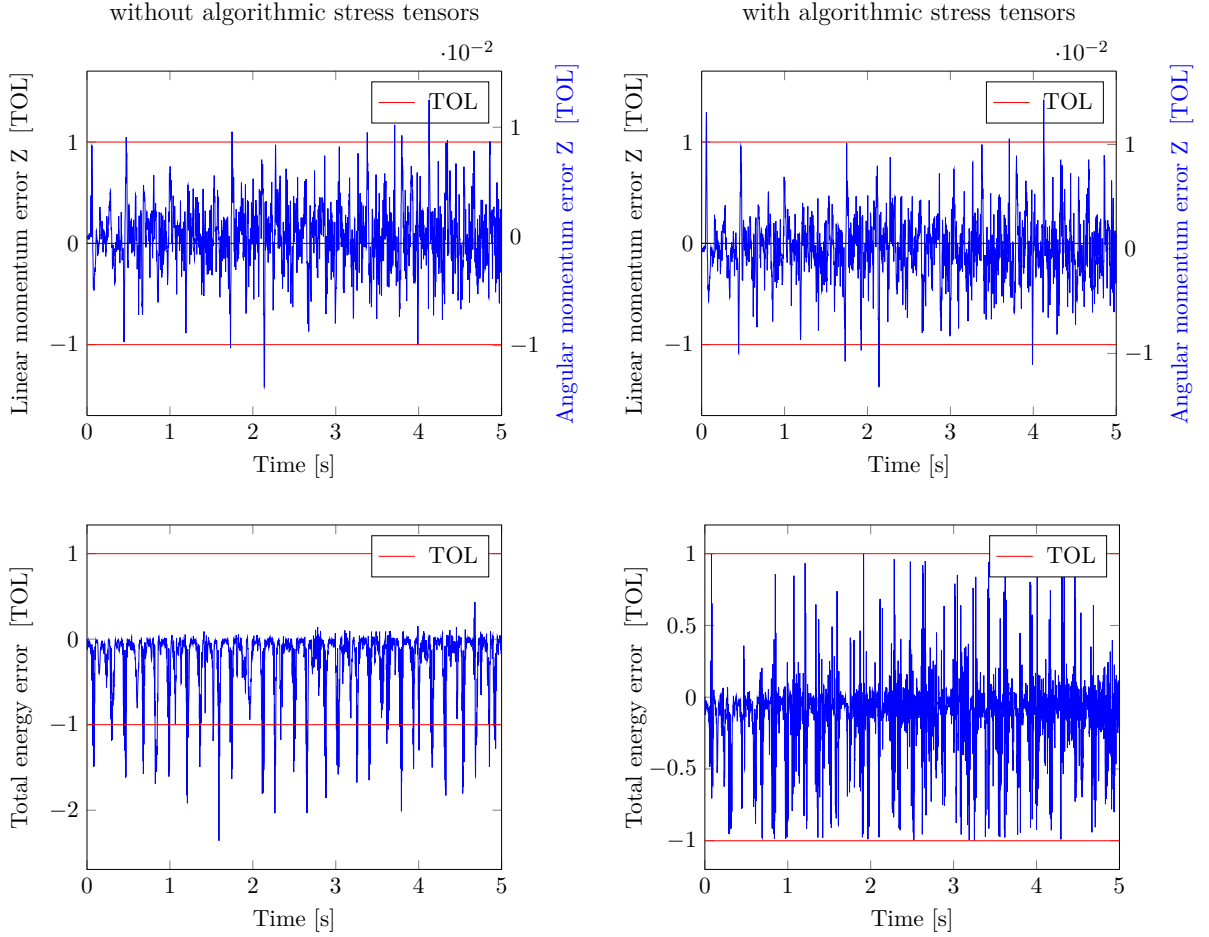 without algorithmic stress tensors
with algorithmic stress tensors
·10⁻²
TOL
1
0
−1
1
0
−1
0 1 2 3 4 5
Time [s]
Linear momentum error Z [TOL]
Angular momentum error Z [TOL]
·10⁻²
TOL
1
0
−1
1
0
−1
0 1 2 3 4 5
Time [s]
Linear momentum error Z [TOL]
Angular momentum error Z [TOL]
TOL
1
0
−1
−2
0 1 2 3 4 5
Time [s]
Total energy error [TOL]
TOL
1
0.5
0
−0.5
−1
0 1 2 3 4 5
Time [s]
Total energy error [TOL]